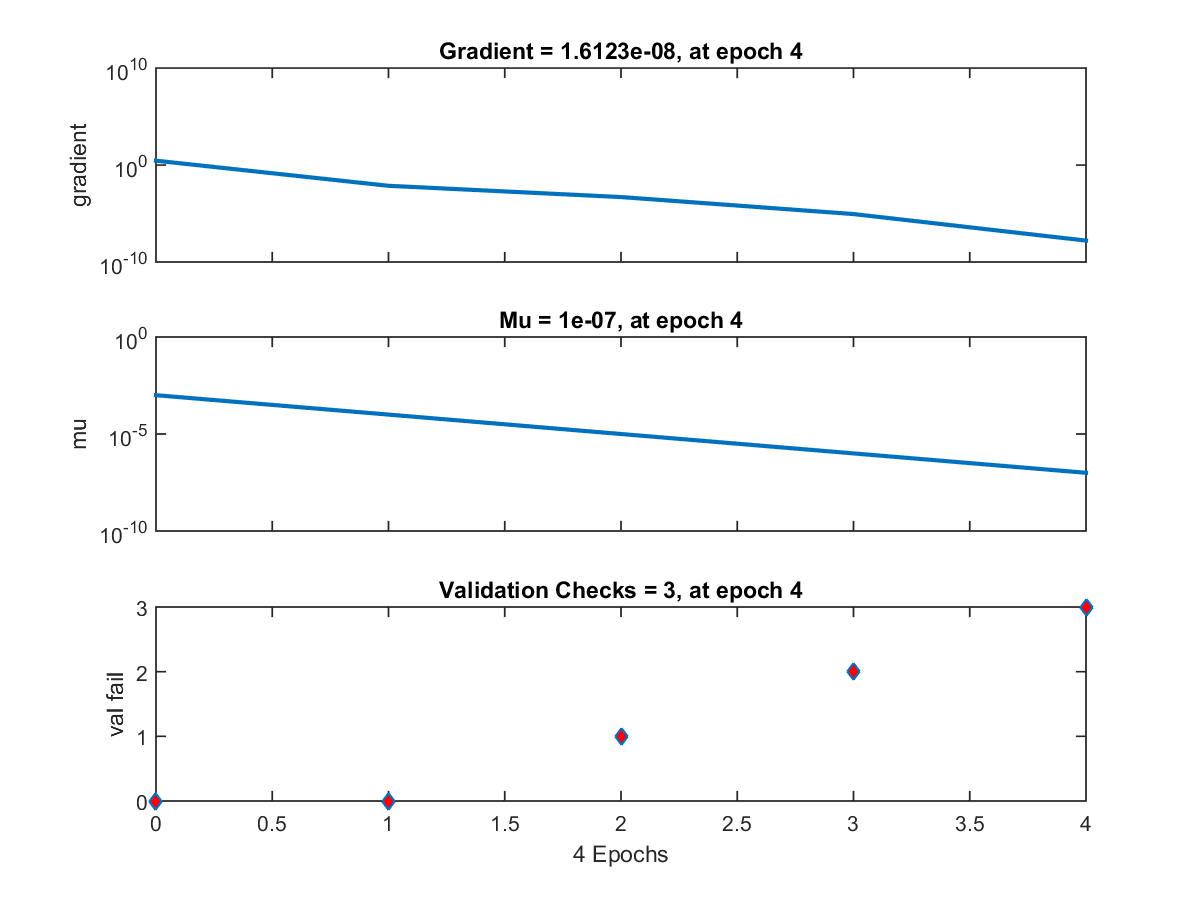 Gradient = 1.6123e-08, at epoch 4
10^10
10^0
10^-10
gradient
Mu = 1e-07, at epoch 4
10^0
10^-5
10^-10
mu
Validation Checks = 3, at epoch 4
3
2
1
0
val fail
0 0.5 1 1.5 2 2.5 3 3.5 4
4 Epochs